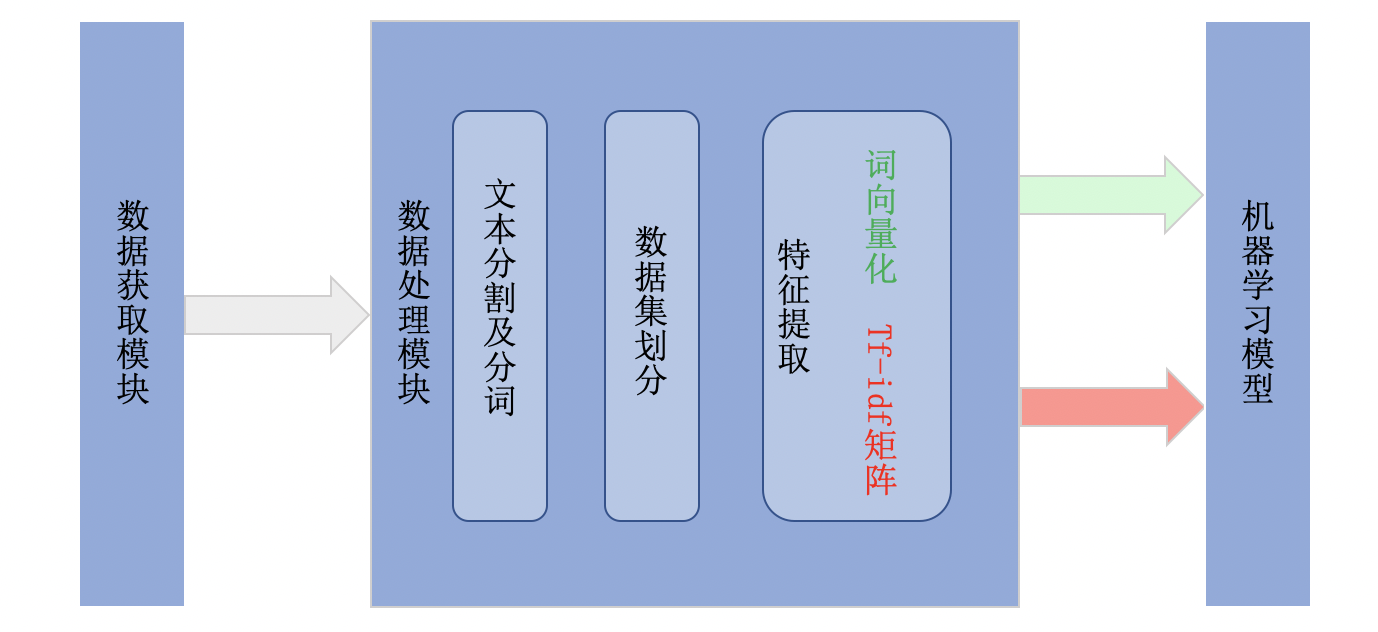 数据获取模块
数据处理模块
文本分割及分词
数据集划分
特征提取
词向量化
Tf-idf矩阵
机器学习模型